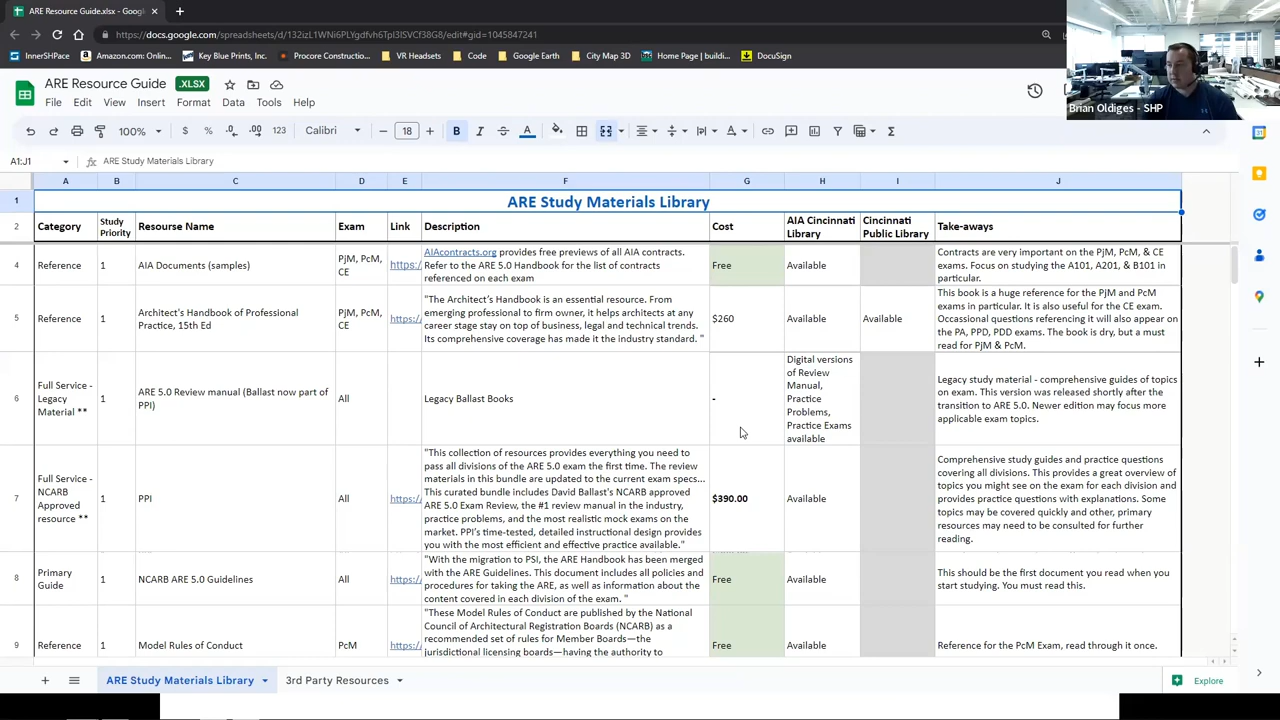 ARE Resource Guide.xlsx - Googl
https://docs.google.com/spreadsheets/d/132izL1WNi6PLYgdfvh6TpI3lSVCf38G8/edit#gid=1045847241
InnerSHPace
Amazon.com: Online...
Key Blue Prints, Inc.
Procore Constructio...
VR Headsets
Code
Google Earth
City Map 3D
Home Page | buildi...
DocuSign
Brian Oldiges - SHP
ARE Resource Guide
.XLSX
File Edit View Insert Format Data Tools Help
100% $ % .0 .00 123 Calibri 18 B I A
A1:J1 fx ARE Study Materials Library
A B C D E F G H I J
1 ARE Study Materials Library
2 Category
Study
Priority
Resourse Name
Exam
Link
Description
Cost
AIA Cincinnati
Library
Cincinnati
Public Library
Take-aways
4 Reference
1
AIA Documents (samples)
PjM, PcM,
CE
https:/
AIAcontracts.org provides free previews of all AIA contracts.
Refer to the ARE 5.0 Handbook for the list of contracts
referenced on each exam
Free
Available
Contracts are very important on the PjM, PcM, & CE
exams. Focus on studying the A101, A201, & B101 in
particular.
5 Reference
1
Architect's Handbook of Professional
Practice, 15th Ed
PjM, PcM,
CE
https:/
"The Architect's Handbook is an essential resource. From
emerging professional to firm owner, it helps architects at any
career stage stay on top of business, legal and technical trends.
Its comprehensive coverage has made it the industry standard. "
$260
Available
Available
This book is a huge reference for the PjM and PcM
exams in particular. It is also useful for the CE exam.
Occassional questions referencing it will also appear on
the PA, PPD, PDD exams. The book is dry, but a must
read for PjM & PcM.
6 Full Service -
Legacy
Material **
1
ARE 5.0 Review manual (Ballast now part of
PPI)
All
Legacy Ballast Books
-
Digital versions
of Review
Manual,
Practice
Problems,
Practice Exams
available
Legacy study material - comprehensive guides of topics
on exam. This version was released shortly after the
transition to ARE 5.0. Newer edition may focus more
applicable exam topics.
7 Full Service -
NCARB
Approved
resource **
1
PPI
All
https:/
"This collection of resources provides everything you need to
pass all divisions of the ARE 5.0 exam the first time. The review
materials in this bundle are updated to the current exam specs...
This curated bundle includes David Ballast's NCARB approved
ARE 5.0 Exam Review, the #1 review manual in the industry,
practice problems, and the most realistic mock exams on the
market. PPI's time-tested, detailed instructional design provides
you with the most efficient and effective practice available."
$390.00
Available
Comprehensive study guides and practice questions
covering all divisions. This provides a great overview of
topics you might see on the exam for each division and
provides practice questions with explanations. Some
topics may be covered quickly and other, primary
resources may need to be consulted for further
reading.
8 Primary
Guide
1
NCARB ARE 5.0 Guidelines
All
https:/
"With the migration to PSI, the ARE Handbook has been merged
with the ARE Guidelines. This document includes all policies and
procedures for taking the ARE, as well as information about the
content covered in each division of the exam. "
Free
Available
This should be the first document you read when you
start studying. You must read this.
9 Reference
1
Model Rules of Conduct
PcM
https:/
"These Model Rules of Conduct are published by the National
Council of Architectural Registration Boards (NCARB) as a
recommended set of rules for Member Boards—the
jurisdictional licensing boards—having the authority to
Free
Available
Reference for the PcM Exam, read through it once.
ARE Study Materials Library
3rd Party Resources
Explore